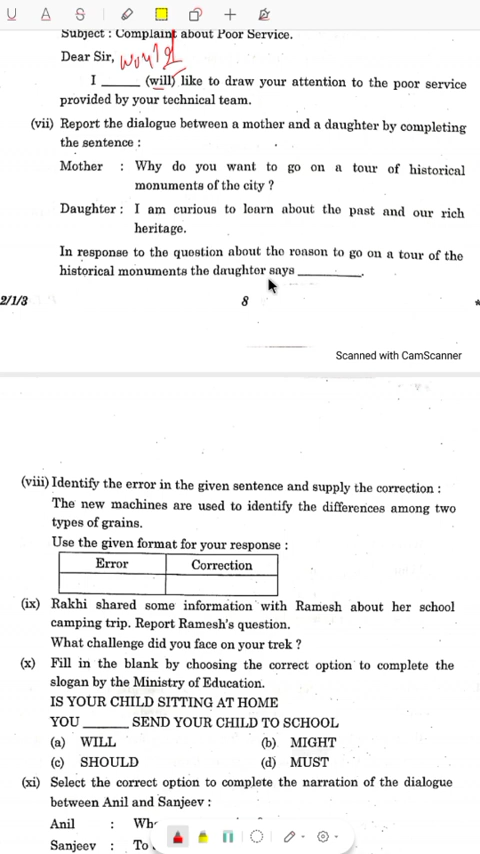 Subject : Complaint about Poor Service.
Dear Sir, would
I _____ (will) like to draw your attention to the poor service
provided by your technical team.
(vii) Report the dialogue between a mother and a daughter by completing
the sentence :
Mother : Why do you want to go on a tour of historical
monuments of the city ?
Daughter : I am curious to learn about the past and our rich
heritage.
In response to the question about the reason to go on a tour of the
historical monuments the daughter says _________.
2/1/3 8 *
Scanned with CamScanner
(viii) Identify the error in the given sentence and supply the correction :
The new machines are used to identify the differences among two
types of grains.
Use the given format for your response :
Error Correction
(ix) Rakhi shared some information with Ramesh about her school
camping trip. Report Ramesh's question.
What challenge did you face on your trek ?
(x) Fill in the blank by choosing the correct option to complete the
slogan by the Ministry of Education.
IS YOUR CHILD SITTING AT HOME
YOU ______ SEND YOUR CHILD TO SCHOOL
(a) WILL (b) MIGHT
(c) SHOULD (d) MUST
(xi) Select the correct option to complete the narration of the dialogue
between Anil and Sanjeev :
Anil :
Sanjeev : To